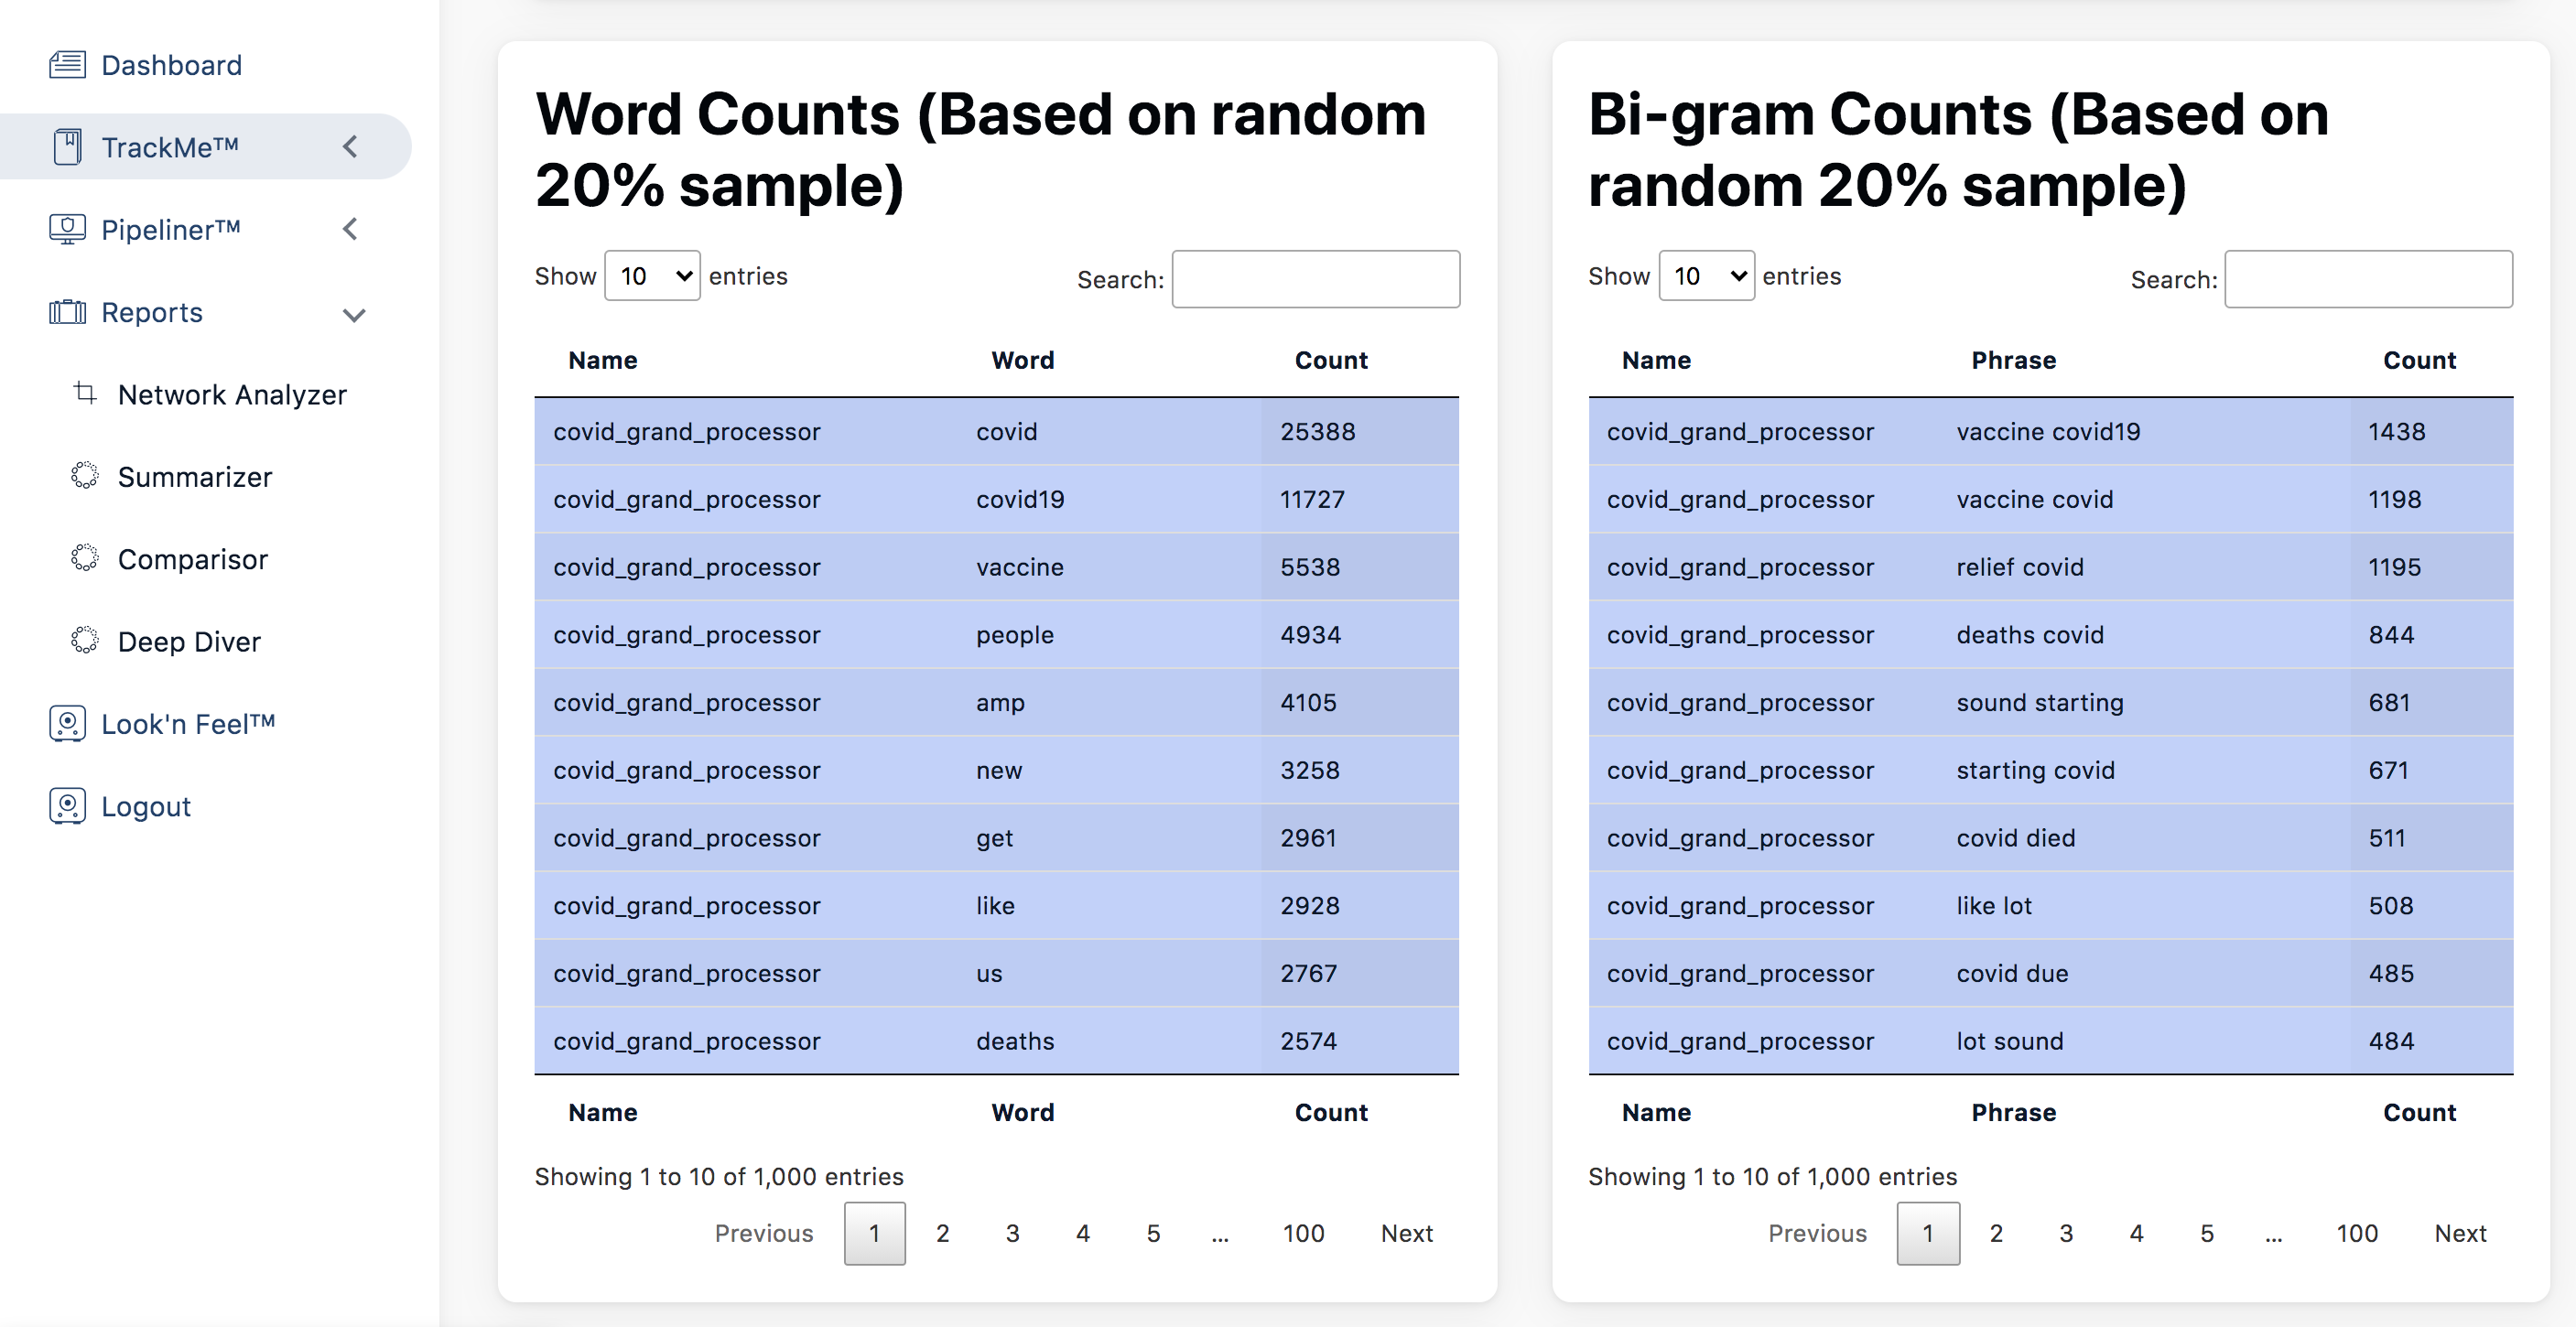 Dashboard
TrackMe™
Pipeliner™
Reports
Network Analyzer
Summarizer
Comparisor
Deep Diver
Look'n Feel™
Logout
Word Counts (Based on random
20% sample)
Show 10 entries Search:
Name Word Count
covid_grand_processor covid 25388
covid_grand_processor covid19 11727
covid_grand_processor vaccine 5538
covid_grand_processor people 4934
covid_grand_processor amp 4105
covid_grand_processor new 3258
covid_grand_processor get 2961
covid_grand_processor like 2928
covid_grand_processor us 2767
covid_grand_processor deaths 2574
Name Word Count
Showing 1 to 10 of 1,000 entries
Previous 1 2 3 4 5 ... 100 Next
Bi-gram Counts (Based on
random 20% sample)
Show 10 entries Search:
Name Phrase Count
covid_grand_processor vaccine covid19 1438
covid_grand_processor vaccine covid 1198
covid_grand_processor relief covid 1195
covid_grand_processor deaths covid 844
covid_grand_processor sound starting 681
covid_grand_processor starting covid 671
covid_grand_processor covid died 511
covid_grand_processor like lot 508
covid_grand_processor covid due 485
covid_grand_processor lot sound 484
Name Phrase Count
Showing 1 to 10 of 1,000 entries
Previous 1 2 3 4 5 ... 100 Next